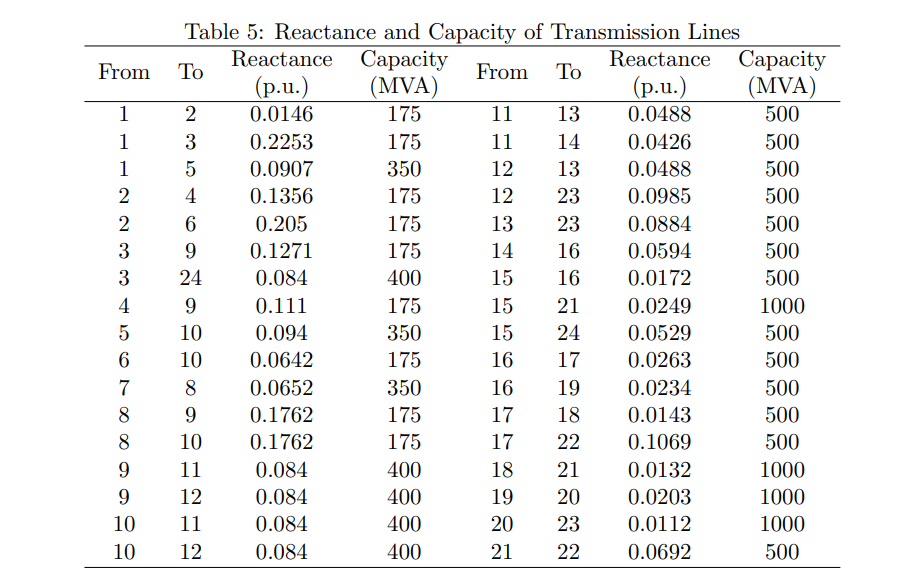 Table 5: Reactance and Capacity of Transmission Lines
From To Reactance (p.u.) Capacity (MVA) From To Reactance (p.u.) Capacity (MVA)
1 2 0.0146 175 11 13 0.0488 500
1 3 0.2253 175 11 14 0.0426 500
1 5 0.0907 350 12 13 0.0488 500
2 4 0.1356 175 12 23 0.0985 500
2 6 0.205 175 13 23 0.0884 500
3 9 0.1271 175 14 16 0.0594 500
3 24 0.084 400 15 16 0.0172 500
4 9 0.111 175 15 21 0.0249 1000
5 10 0.094 350 15 24 0.0529 500
6 10 0.0642 175 16 17 0.0263 500
7 8 0.0652 350 16 19 0.0234 500
8 9 0.1762 175 17 18 0.0143 500
8 10 0.1762 175 17 22 0.1069 500
9 11 0.084 400 18 21 0.0132 1000
9 12 0.084 400 19 20 0.0203 1000
10 11 0.084 400 20 23 0.0112 1000
10 12 0.084 400 21 22 0.0692 500